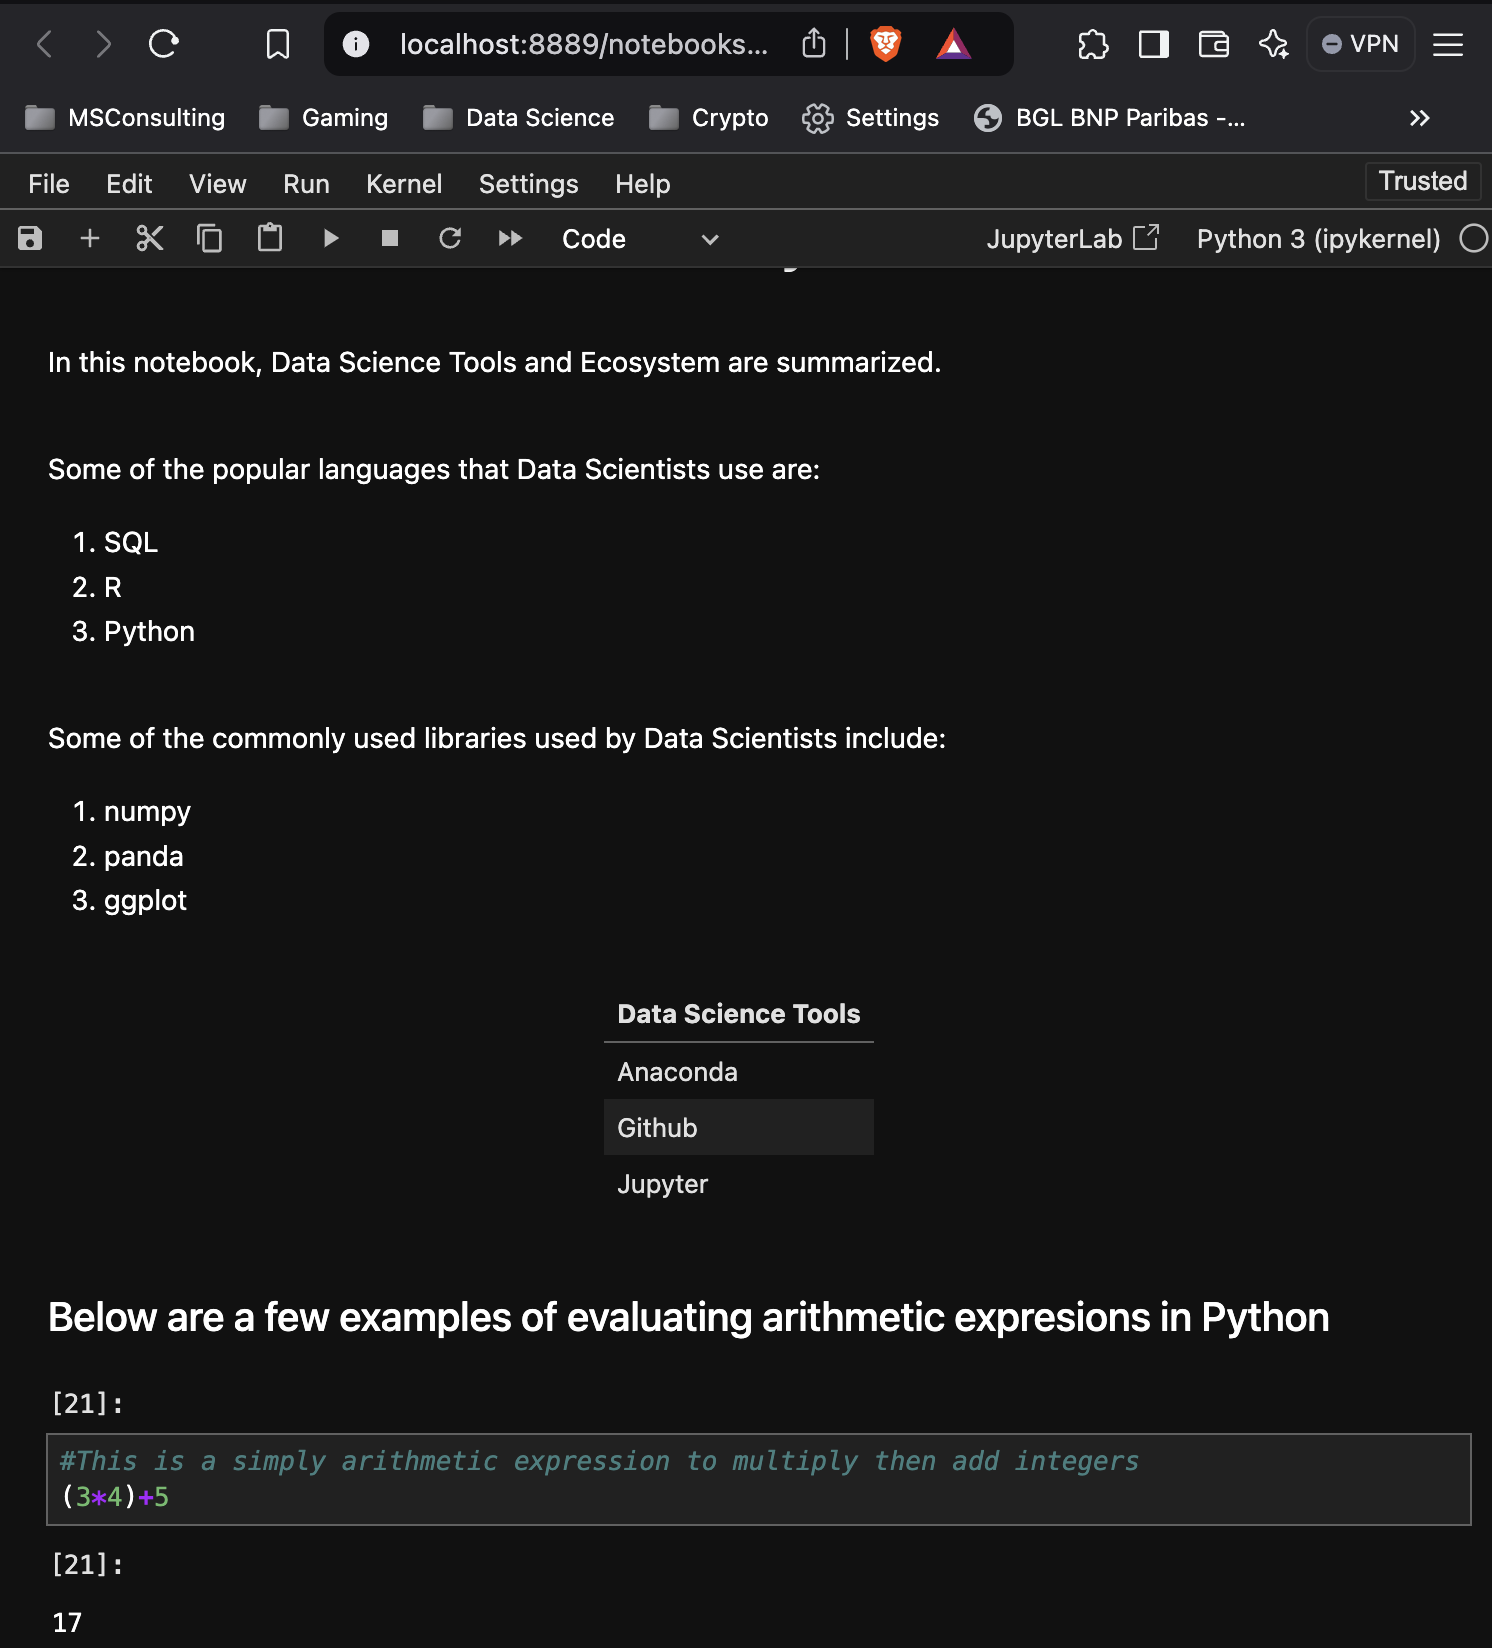 localhost:8889/notebooks...
VPN
MSConsulting
Gaming
Data Science
Crypto
Settings
BGL BNP Paribas -...
File Edit View Run Kernel Settings Help
Trusted
Code
JupyterLab
Python 3 (ipykernel)
In this notebook, Data Science Tools and Ecosystem are summarized.
Some of the popular languages that Data Scientists use are:
1. SQL
2. R
3. Python
Some of the commonly used libraries used by Data Scientists include:
1. numpy
2. panda
3. ggplot
Data Science Tools
Anaconda
Github
Jupyter
Below are a few examples of evaluating arithmetic expresions in Python
[21]:
#This is a simply arithmetic expression to multiply then add integers
(3*4)+5
[21]:
17